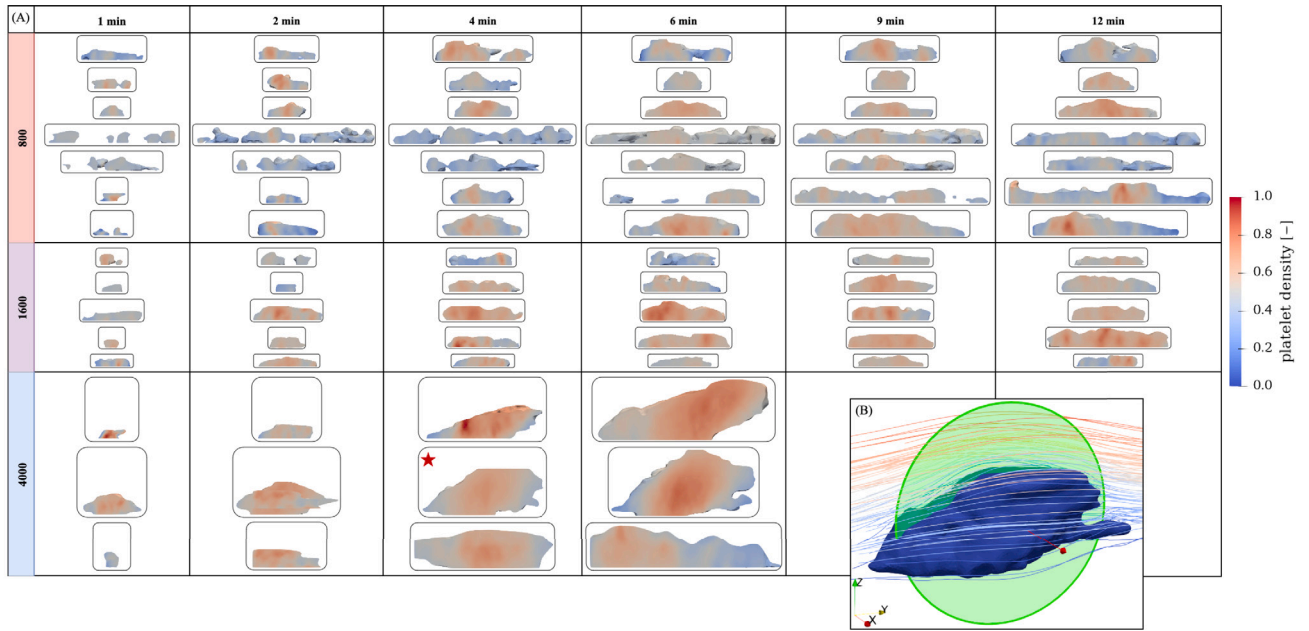 (A) 1 min 2 min 4 min 6 min 9 min 12 min
800
1600
4000
1.0
0.8
0.6
0.4
0.2
0.0
platelet density [−]
(B)
Z
Y
X